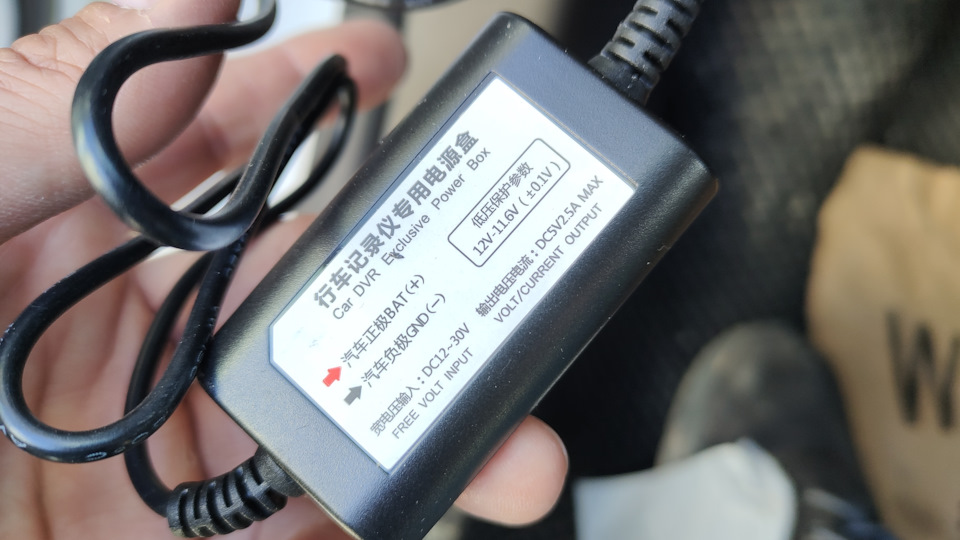 行车记录仪专用电源盒
Car DVR Exclusive Power Box
汽车正极BAT(+)
汽车负极GND(-)
低压保护参数
12V-11.6V(±0.1V)
宽电压输入:DC12-30V
FREE VOLT INPUT
输出电压电流:DC5V2.5A MAX
VOLT/CURRENT OUTPUT
W